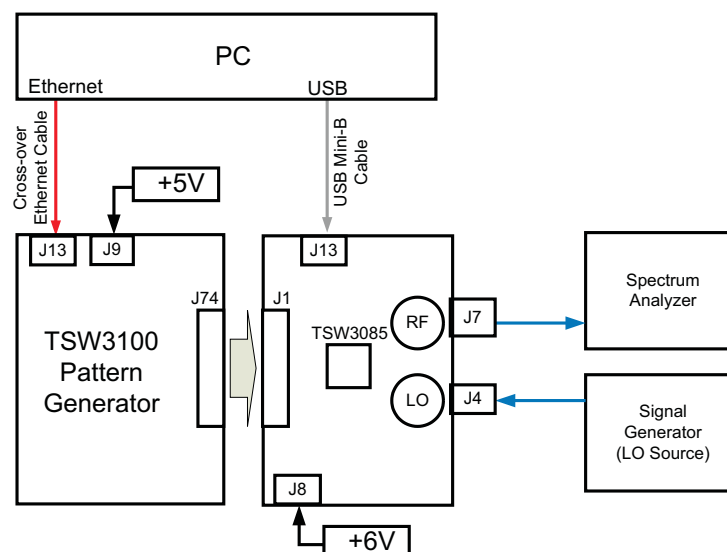 PC
Ethernet
USB
Cross-over
Ethernet Cable
USB Mini-B
Cable
+5V
J13
J9
J13
J74
J1
TSW3100
Pattern
Generator
TSW3085
RF
J7
LO
J4
J8
+6V
Spectrum
Analyzer
Signal
Generator
(LO Source)